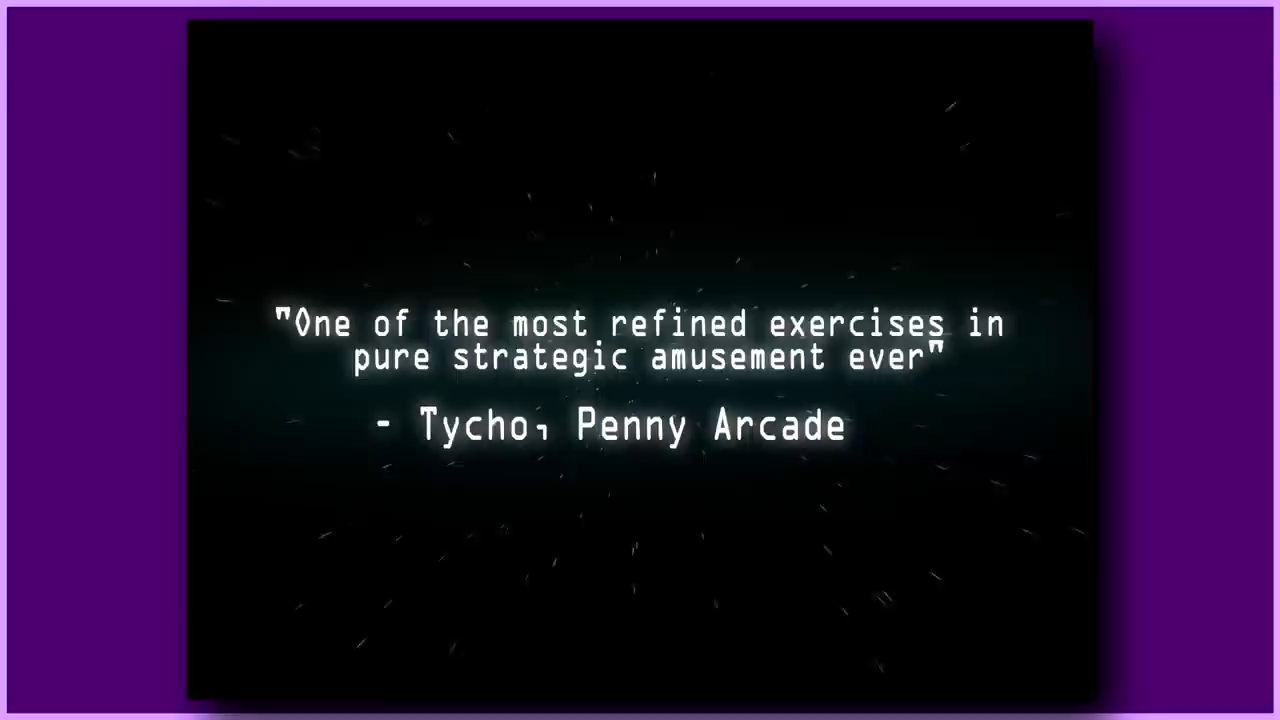 "One of the most refined exercises in
pure strategic amusement ever"
- Tycho, Penny Arcade